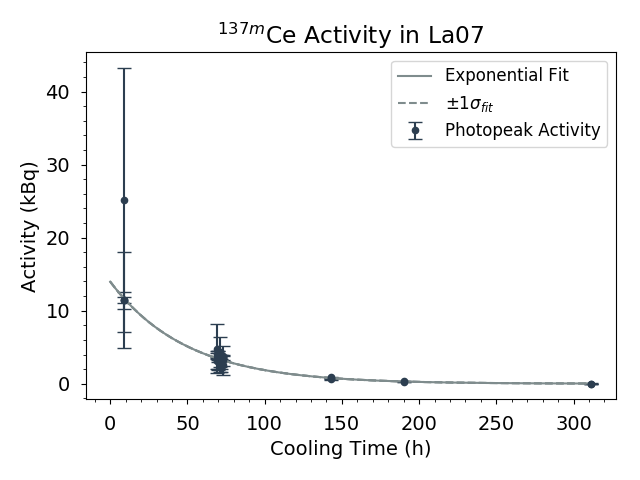 ¹³⁷ᵐCe Activity in La07
Exponential Fit
±1σ_fit
Photopeak Activity
Activity (kBq)
40
30
20
10
0
0 50 100 150 200 250 300
Cooling Time (h)